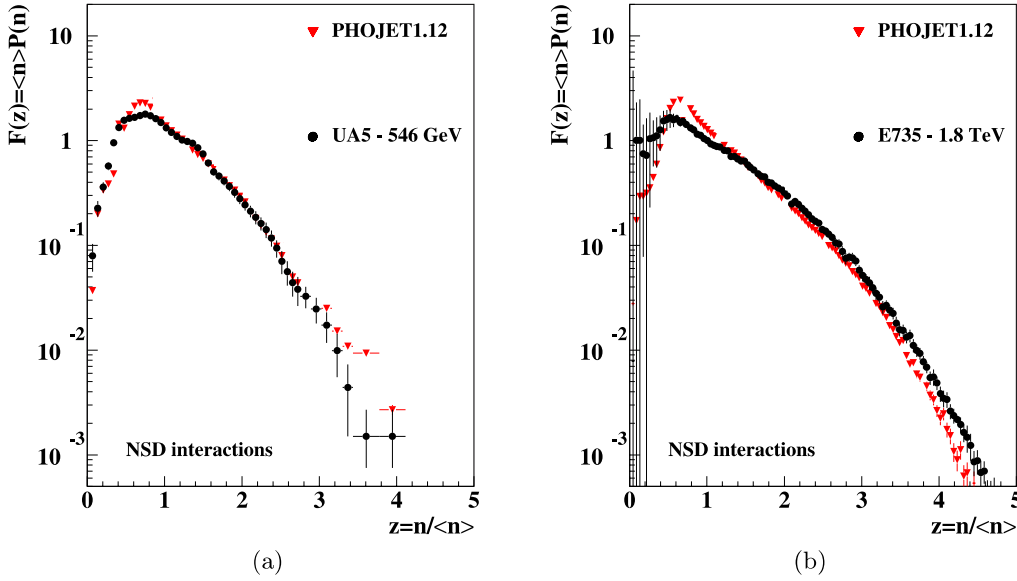 F(z)=<n>P(n)
10
1
10 -1
10 -2
10 -3
PHOJET1.12
UA5 - 546 GeV
NSD interactions
0 1 2 3 4 5
z=n/<n>
(a)
F(z)=<n>P(n)
10
1
10 -1
10 -2
10 -3
PHOJET1.12
E735 - 1.8 TeV
NSD interactions
0 1 2 3 4 5
z=n/<n>
(b)